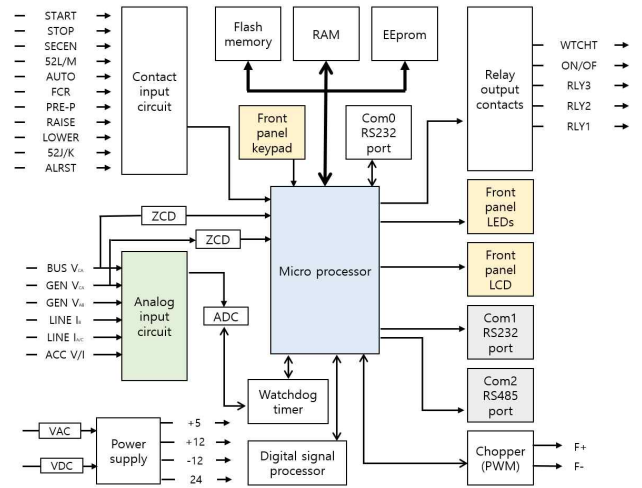 START
STOP
SECEN
52L/M
AUTO
FCR
PRE-P
RAISE
LOWER
52J/K
ALRST
Contact
input
circuit
Flash
memory
RAM
EEprom
Front
panel
keypad
Com0
RS232
port
Relay
output
contacts
WTCHT
ON/OF
RLY3
RLY2
RLY1
ZCD
ZCD
Micro processor
Front
panel
LEDs
Front
panel
LCD
BUS V
GEN V
GEN V
LINE I
LINE I
ACC V/I
Analog
input
circuit
ADC
Com1
RS232
port
Com2
RS485
port
Watchdog
timer
VAC
VDC
Power
supply
+5
+12
-12
24
Digital signal
processor
Chopper
(PWM)
F+
F-